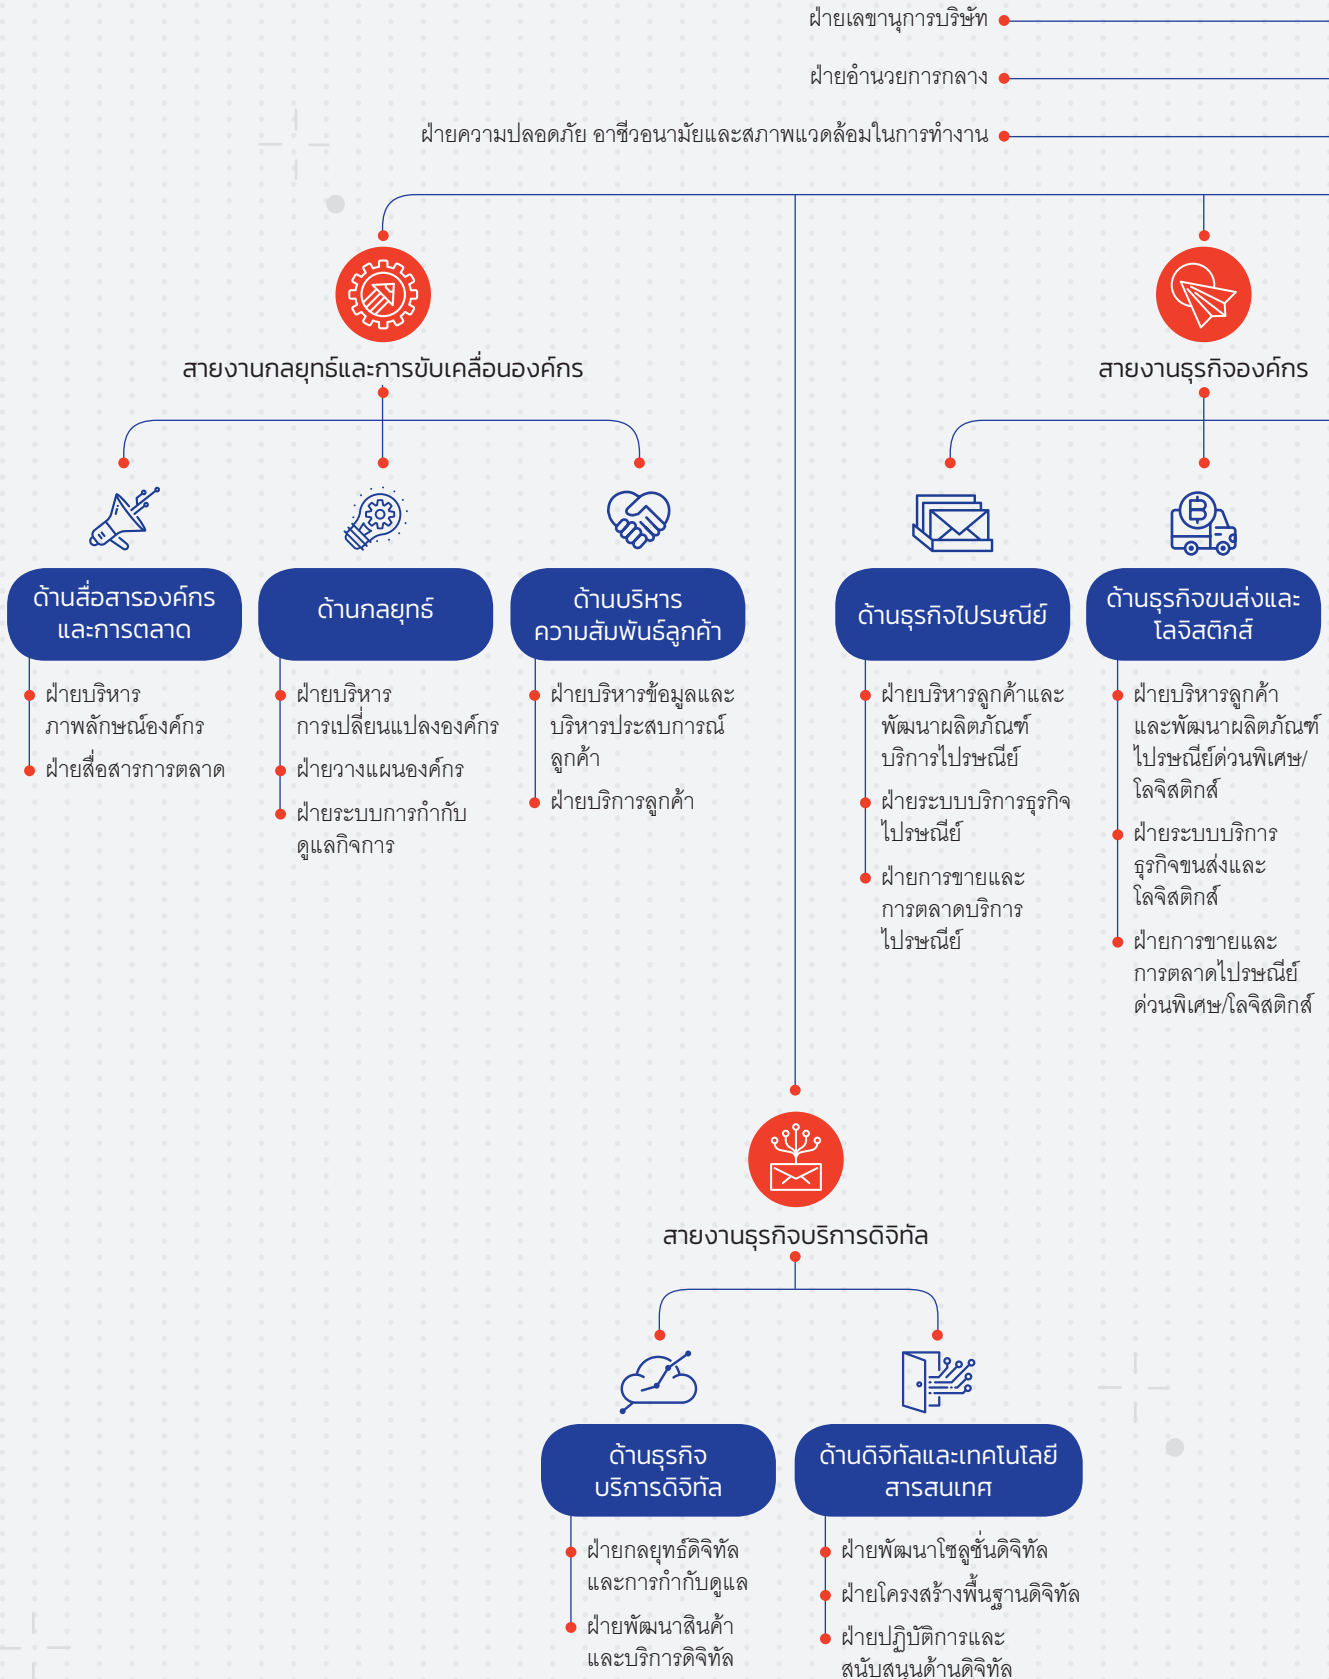 ฝ่ายเลขานุการบริษัท
ฝ่ายอำนวยการกลาง
ฝ่ายความปลอดภัย อาชีวอนามัยและสภาพแวดล้อมในการทำงาน
สายงานกลยุทธ์และการขับเคลื่อนองค์กร
ด้านสื่อสารองค์กร
และการตลาด
ฝ่ายบริหาร
ภาพลักษณ์องค์กร
ฝ่ายสื่อสารการตลาด
ด้านกลยุทธ์
ฝ่ายบริหาร
การเปลี่ยนแปลงองค์กร
ฝ่ายวางแผนองค์กร
ฝ่ายระบบการกำกับ
ดูแลกิจการ
ด้านบริหาร
ความสัมพันธ์ลูกค้า
ฝ่ายบริหารข้อมูลและ
บริหารประสบการณ์
ลูกค้า
ฝ่ายบริการลูกค้า
สายงานธุรกิจองค์กร
ด้านธุรกิจไปรษณีย์
ฝ่ายบริหารลูกค้าและ
พัฒนาผลิตภัณฑ์
บริการไปรษณีย์
ฝ่ายระบบบริการธุรกิจ
ไปรษณีย์
ฝ่ายการขายและ
การตลาดบริการ
ไปรษณีย์
ด้านธุรกิจขนส่งและ
โลจิสติกส์
ฝ่ายบริหารลูกค้า
และพัฒนาผลิตภัณฑ์
ไปรษณีย์ด่วนพิเศษ/
โลจิสติกส์
ฝ่ายระบบบริการ
ธุรกิจขนส่งและ
โลจิสติกส์
ฝ่ายการขายและ
การตลาดไปรษณีย์
ด่วนพิเศษ/โลจิสติกส์
สายงานธุรกิจบริการดิจิทัล
ด้านธุรกิจ
บริการดิจิทัล
ฝ่ายกลยุทธ์ดิจิทัล
และการกำกับดูแล
ฝ่ายพัฒนาสินค้า
และบริการดิจิทัล
ด้านดิจิทัลและเทคโนโลยี
สารสนเทศ
ฝ่ายพัฒนาโซลูชั่นดิจิทัล
ฝ่ายโครงสร้างพื้นฐานดิจิทัล
ฝ่ายปฏิบัติการและ
สนับสนุนด้านดิจิทัล